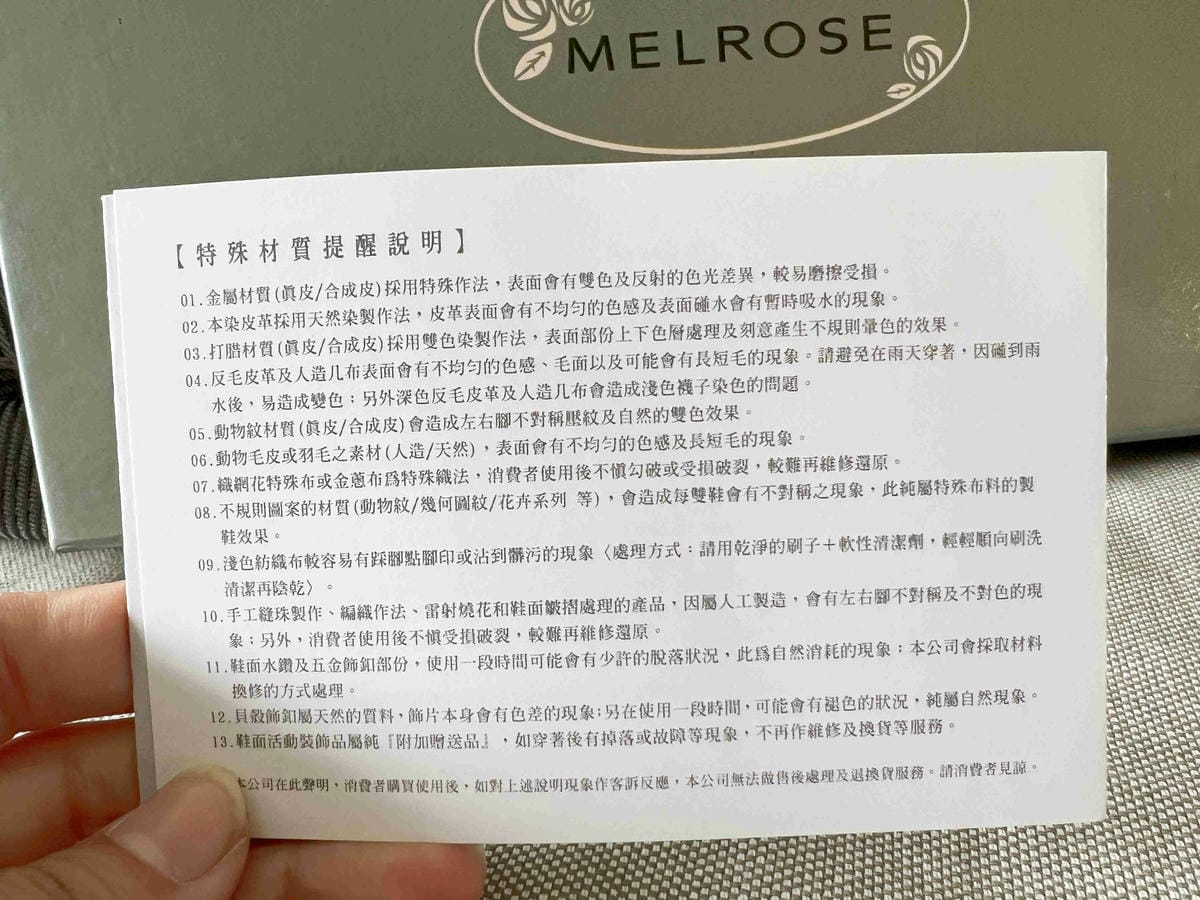 MELROSE
【特殊材質提醒說明】
01.金屬材質(眞皮/合成皮)採用特殊作法，表面會有雙色及反射的色光差異，較易磨擦受損。
02.本染皮革採用天然染製作法，皮革表面會有不均勻的色感及表面碰水會有暫時吸水的現象。
03.打腊材質(眞皮/合成皮)採用雙色染製作法，表面部份上下色層處理及刻意產生不規則暈色的效果。
04.反毛皮革及人造几布表面會有不均勻的色感、毛面以及可能會有長短毛的現象。請避免在雨天穿著，因碰到雨
水後，易造成變色；另外深色反毛皮革及人造几布會造成淺色襪子染色的問題。
05.動物紋材質(眞皮/合成皮)會造成左右腳不對稱壓紋及自然的雙色效果。
06.動物毛皮或羽毛之素材(人造/天然)，表面會有不均勻的色感及長短毛的現象。
07.織網花特殊布或金蔥布爲特殊織法，消費者使用後不愼勾破或受損破裂，較難再維修還原。
08.不規則圖案的材質(動物紋/幾何圖紋/花卉系列 等)，會造成每雙鞋會有不對稱之現象，此純屬特殊布料的製
鞋效果。
09.淺色紡織布較容易有踩腳點腳印或沾到髒污的現象〈處理方式：請用乾淨的刷子＋軟性清潔劑，輕輕順向刷洗
清潔再陰乾〉。
10.手工縫珠製作、編織作法、雷射燒花和鞋面皺摺處理的產品，因屬人工製造，會有左右腳不對稱及不對色的現
象；另外，消費者使用後不愼受損破裂，較難再維修還原。
11.鞋面水鑽及五金飾釦部份，使用一段時間可能會有少許的脫落狀況，此爲自然消耗的現象；本公司會採取材料
換修的方式處理。
12.貝殼飾釦屬天然的質料，飾片本身會有色差的現象；另在使用一段時間，可能會有褪色的狀況，純屬自然現象。
13.鞋面活動裝飾品屬純『附加贈送品』，如穿著後有掉落或故障等現象，不再作維修及換貨等服務。
本公司在此聲明，消費者購買使用後，如對上述說明現象作客訴反應，本公司無法做售後處理及退換貨服務。請消費者見諒。